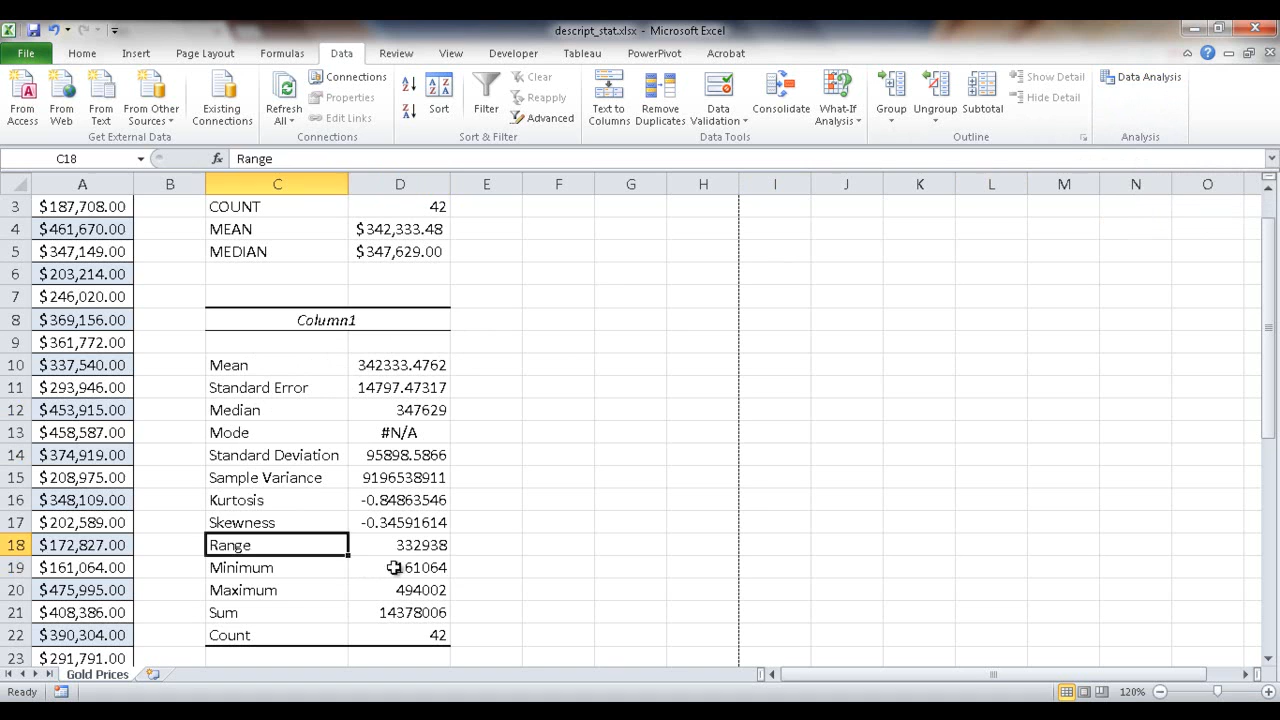 descript_stat.xlsx - Microsoft Excel
File Home Insert Page Layout Formulas Data Review View Developer Tableau PowerPivot Acrobat
From Access From Web From Text From Other Sources Existing Connections Refresh All Connections Properties Edit Links Sort Filter Clear Reapply Advanced Text to Columns Remove Duplicates Data Validation Consolidate What-If Analysis Group Ungroup Subtotal Show Detail Hide Detail Data Analysis
Get External Data Connections Sort & Filter Data Tools Outline Analysis
C18 fx Range
A B C D E F G H I J K L M N O
3 $187,708.00 COUNT 42
4 $461,670.00 MEAN $342,333.48
5 $347,149.00 MEDIAN $347,629.00
6 $203,214.00
7 $246,020.00
8 $369,156.00 Column1
9 $361,772.00
10 $337,540.00 Mean 342333.4762
11 $293,946.00 Standard Error 14797.47317
12 $453,915.00 Median 347629
13 $458,587.00 Mode #N/A
14 $374,919.00 Standard Deviation 95898.5866
15 $208,975.00 Sample Variance 9196538911
16 $348,109.00 Kurtosis -0.84863546
17 $202,589.00 Skewness -0.34591614
18 $172,827.00 Range 332938
19 $161,064.00 Minimum 161064
20 $475,995.00 Maximum 494002
21 $408,386.00 Sum 14378006
22 $390,304.00 Count 42
23 $291,791.00
Gold Prices
Ready 120%